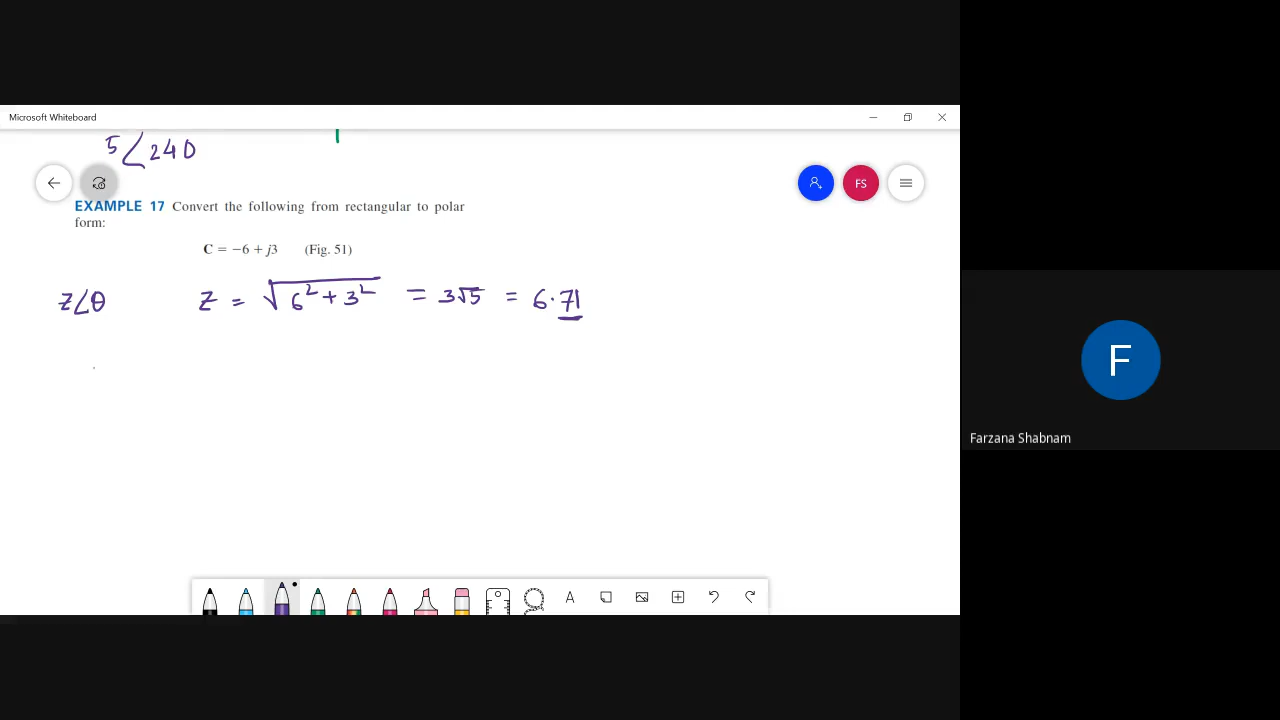 Microsoft Whiteboard
5∠240
FS
EXAMPLE 17 Convert the following from rectangular to polar
form:
C = −6 + j3 (Fig. 51)
Z∠θ Z = √(6² + 3²) = 3√5 = 6.71
F
Farzana Shabnam
A